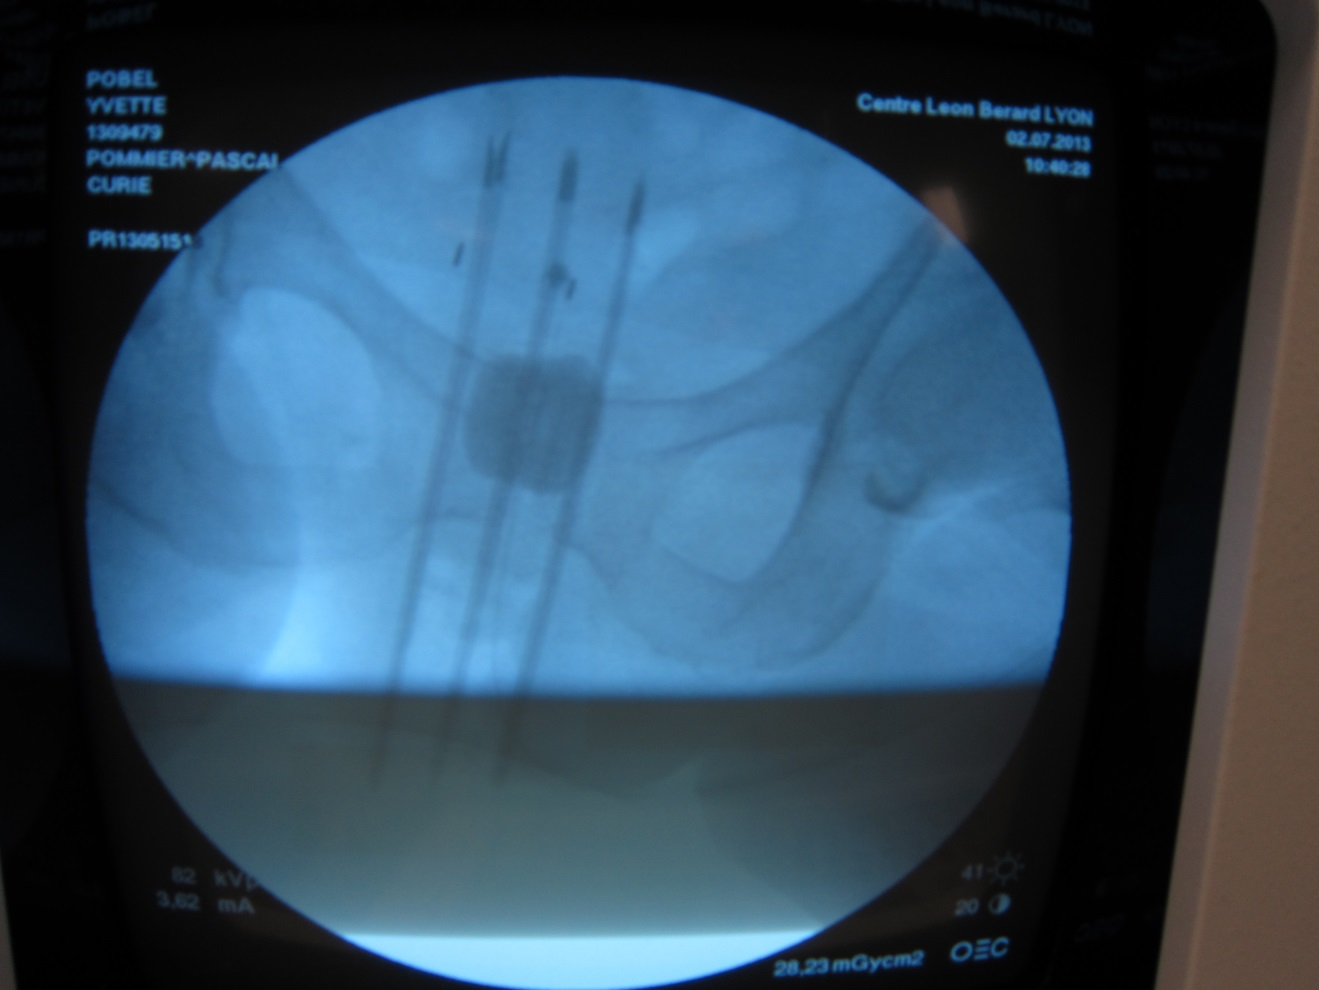 POBEL
YVETTE
1309479
POMMIER^PASCAL
CURIE
PR1305151
Centre Leon Berard LYON
02.07.2013
10:40:28
82 kVp
3,62 mA
41
20
28,23 mGycm2
OEC